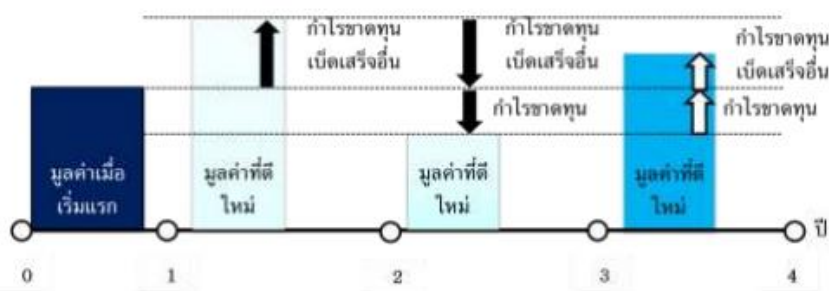 กำไรขาดทุน
เบ็ดเสร็จอื่น
กำไรขาดทุน
เบ็ดเสร็จอื่น
กำไรขาดทุน
เบ็ดเสร็จอื่น
กำไรขาดทุน
กำไรขาดทุน
มูลค่าเมื่อ
เริ่มแรก
มูลค่าที่ตี
ใหม่
มูลค่าที่ตี
ใหม่
มูลค่าที่ตี
ใหม่
ปี
0
1
2
3
4